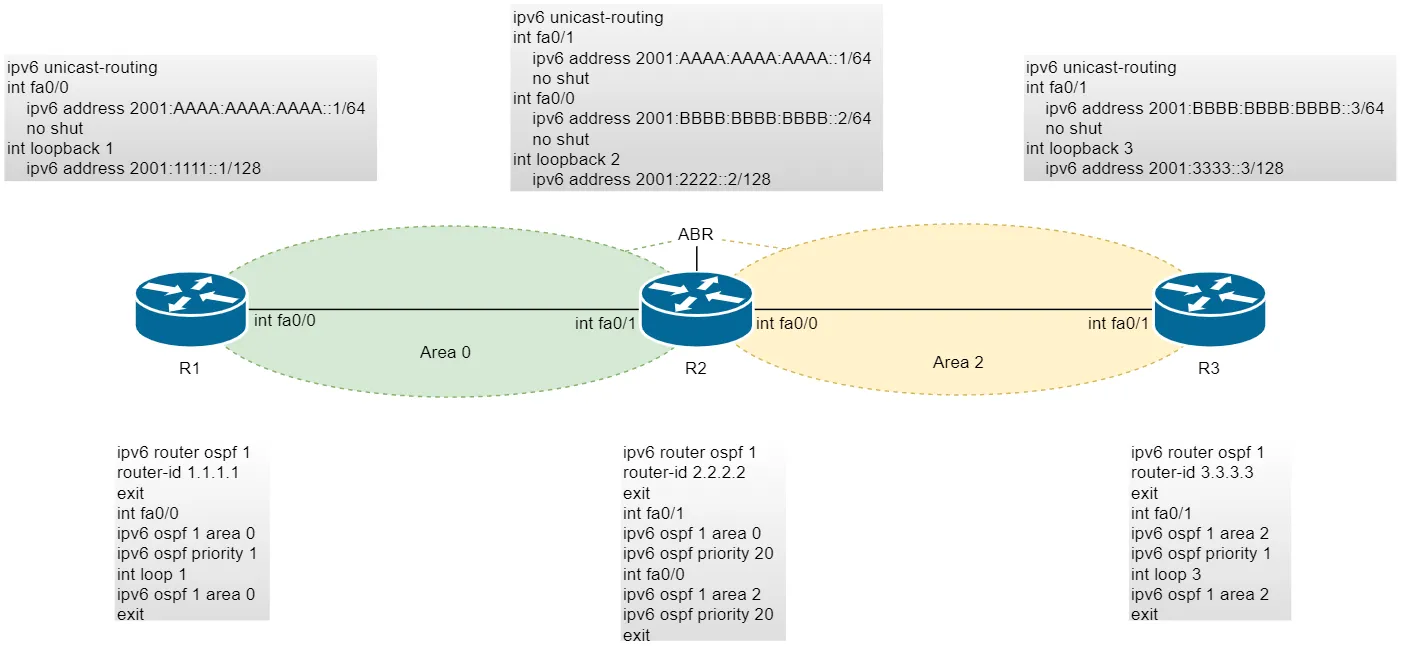 ipv6 unicast-routing
int fa0/0
ipv6 address 2001:AAAA:AAAA:AAAA::1/64
no shut
int loopback 1
ipv6 address 2001:1111::1/128
ipv6 unicast-routing
int fa0/1
ipv6 address 2001:AAAA:AAAA:AAAA::1/64
no shut
int fa0/0
ipv6 address 2001:BBBB:BBBB:BBBB::2/64
no shut
int loopback 2
ipv6 address 2001:2222::2/128
ipv6 unicast-routing
int fa0/1
ipv6 address 2001:BBBB:BBBB:BBBB::3/64
no shut
int loopback 3
ipv6 address 2001:3333::3/128
ABR
int fa0/0
int fa0/1
int fa0/0
int fa0/1
Area 0
Area 2
R1
R2
R3
ipv6 router ospf 1
router-id 1.1.1.1
exit
int fa0/0
ipv6 ospf 1 area 0
ipv6 ospf priority 1
int loop 1
ipv6 ospf 1 area 0
exit
ipv6 router ospf 1
router-id 2.2.2.2
exit
int fa0/1
ipv6 ospf 1 area 0
ipv6 ospf priority 20
int fa0/0
ipv6 ospf 1 area 2
ipv6 ospf priority 20
exit
ipv6 router ospf 1
router-id 3.3.3.3
exit
int fa0/1
ipv6 ospf 1 area 2
ipv6 ospf priority 1
int loop 3
ipv6 ospf 1 area 2
exit